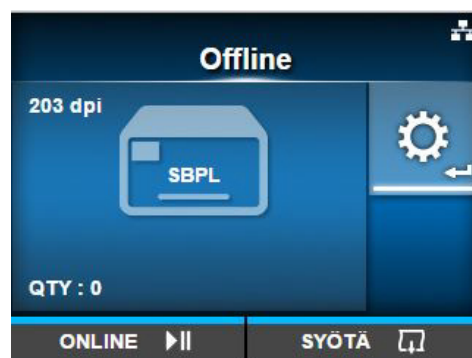 Offline
203 dpi
SBPL
QTY : 0
ONLINE
SYÖTÄ